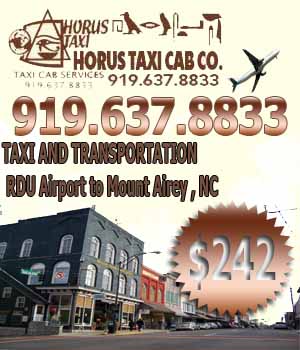 HORUS
TAXI
TAXI CAB SERVICES
919.637.8833
HORUS TAXI CAB CO.
919.637.8833
919.637.8833
TAXI AND TRANSPORTATION
RDU Airport to Mount Airey , NC
$242